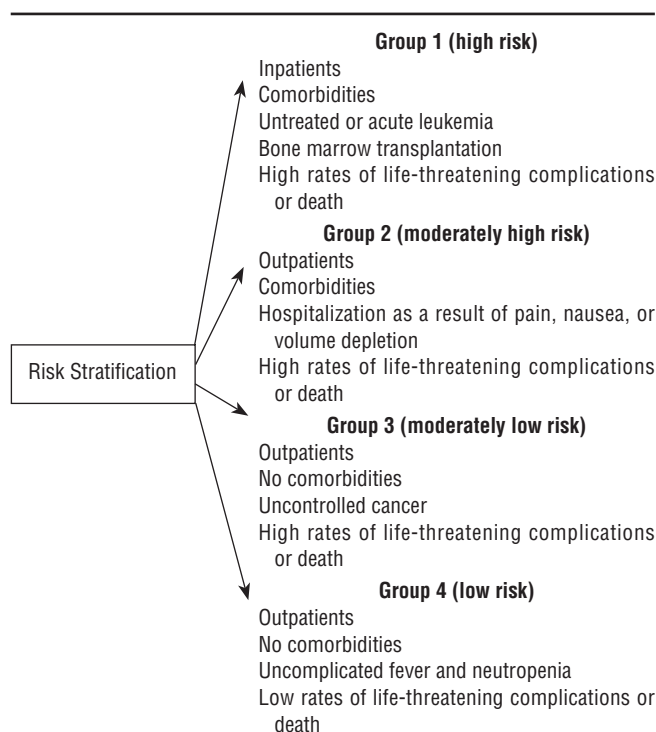 Group 1 (high risk)
Inpatients
Comorbidities
Untreated or acute leukemia
Bone marrow transplantation
High rates of life-threatening complications
or death
Group 2 (moderately high risk)
Outpatients
Comorbidities
Hospitalization as a result of pain, nausea, or
volume depletion
High rates of life-threatening complications
or death
Risk Stratification
Group 3 (moderately low risk)
Outpatients
No comorbidities
Uncontrolled cancer
High rates of life-threatening complications
or death
Group 4 (low risk)
Outpatients
No comorbidities
Uncomplicated fever and neutropenia
Low rates of life-threatening complications or
death